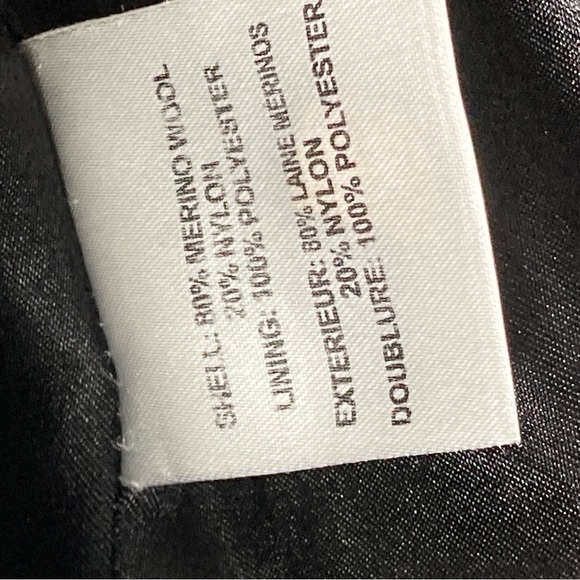 SHELL: 80% MERINO WOOL
20% NYLON
LINING: 100% POLYESTER
EXTERIEUR: 80% LAINE MERINOS
20% NYLON
DOUBLURE: 100% POLYESTER